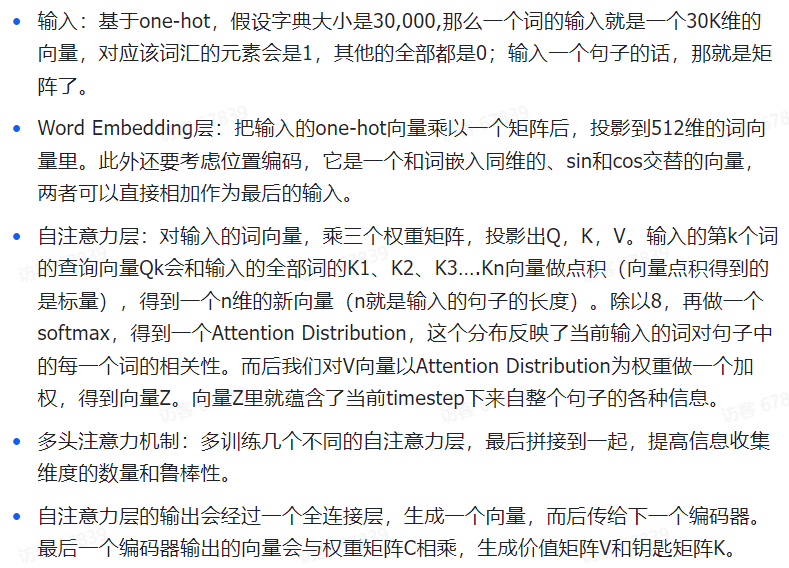 • 输入：基于one-hot，假设字典大小是30,000,那么一个词的输入就是一个30K维的
向量，对应该词汇的元素会是1，其他的全部都是0；输入一个句子的话，那就是矩
阵了。
• Word Embedding层：把输入的one-hot向量乘以一个矩阵后，投影到512维的词向
量里。此外还要考虑位置编码，它是一个和词嵌入同维的、sin和cos交替的向量，
两者可以直接相加作为最后的输入。
• 自注意力层：对输入的词向量，乘三个权重矩阵，投影出Q，K，V。输入的第k个词
的查询向量Qk会和输入的全部词的K1、K2、K3….Kn向量做点积（向量点积得到的
是标量），得到一个n维的新向量（n就是输入的句子的长度）。除以8，再做一个
softmax，得到一个Attention Distribution，这个分布反映了当前输入的词对句子中
的每一个词的相关性。而后我们对V向量以Attention Distribution为权重做一个加
权，得到向量Z。向量Z里就蕴含了当前timestep下来自整个句子的各种信息。
• 多头注意力机制：多训练几个不同的自注意力层，最后拼接到一起，提高信息收集
维度的数量和鲁棒性。
• 自注意力层的输出会经过一个全连接层，生成一个向量，而后传给下一个编码器。
最后一个编码器输出的向量会与权重矩阵C相乘，生成价值矩阵V和钥匙矩阵K。